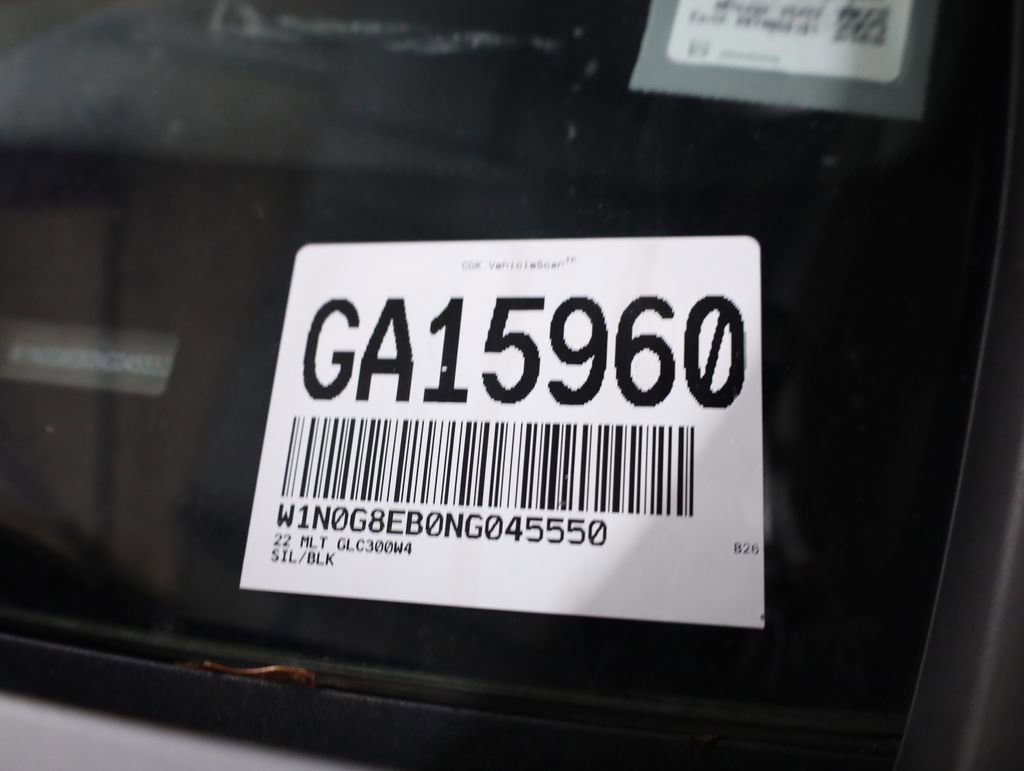 CDK VehicleScan™
GA15960
W1N0G8EB0NG045550
22 MLT GLC300W4
SIL/BLK
B26